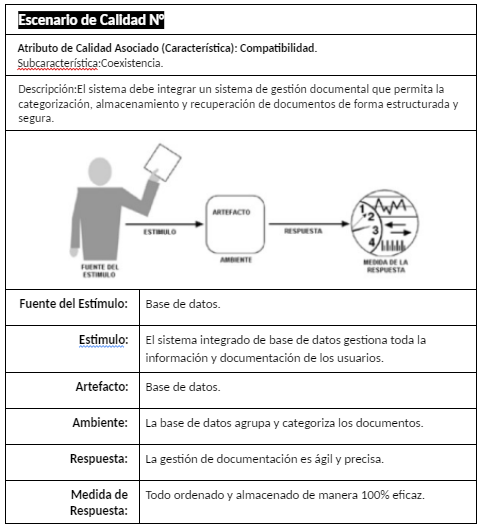 Escenario de Calidad N°
Atributo de Calidad Asociado (Característica): Compatibilidad.
Subcaracterística:Coexistencia.
Descripción:El sistema debe integrar un sistema de gestión documental que permita la
categorización, almacenamiento y recuperación de documentos de forma estructurada y
segura.
ARTEFACTO
1
2
3
4
ESTIMULO
RESPUESTA
AMBIENTE
FUENTE DEL
ESTIMULO
MEDIDA DE LA
RESPUESTA
Fuente del Estímulo: Base de datos.
Estimulo: El sistema integrado de base de datos gestiona toda la
información y documentación de los usuarios.
Artefacto: Base de datos.
Ambiente: La base de datos agrupa y categoriza los documentos.
Respuesta: La gestión de documentación es ágil y precisa.
Medida de Todo ordenado y almacenado de manera 100% eficaz.
Respuesta: